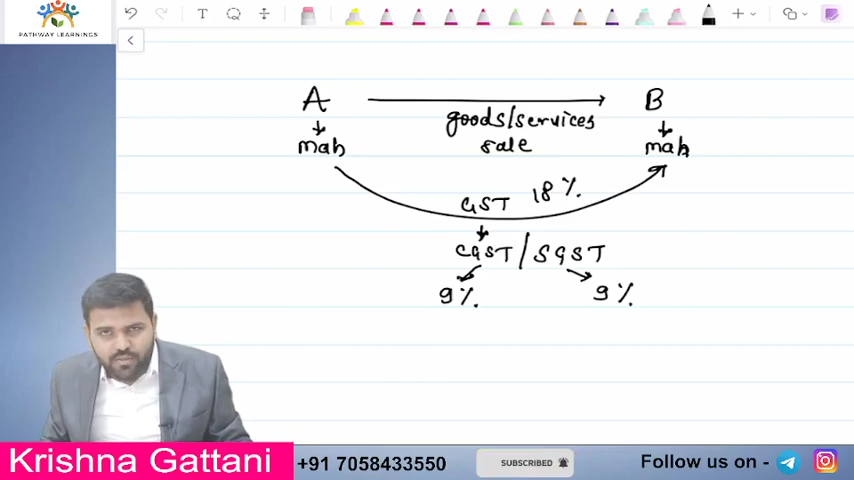 PATHWAY LEARNINGS
T
A B
goods/services
sale
mah mah
GST 18%.
CGST/SGST
9%. 9%.
Krishna Gattani +91 7058433550 SUBSCRIBED Follow us on -